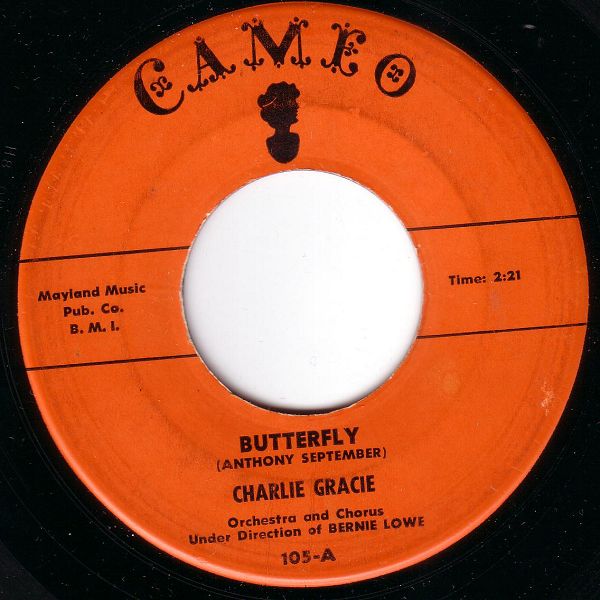 CAMEO
Mayland Music
Pub. Co.
B. M. I.
Time: 2:21
BUTTERFLY
(ANTHONY SEPTEMBER)
CHARLIE GRACIE
Orchestra and Chorus
Under Direction of BERNIE LOWE
105-A